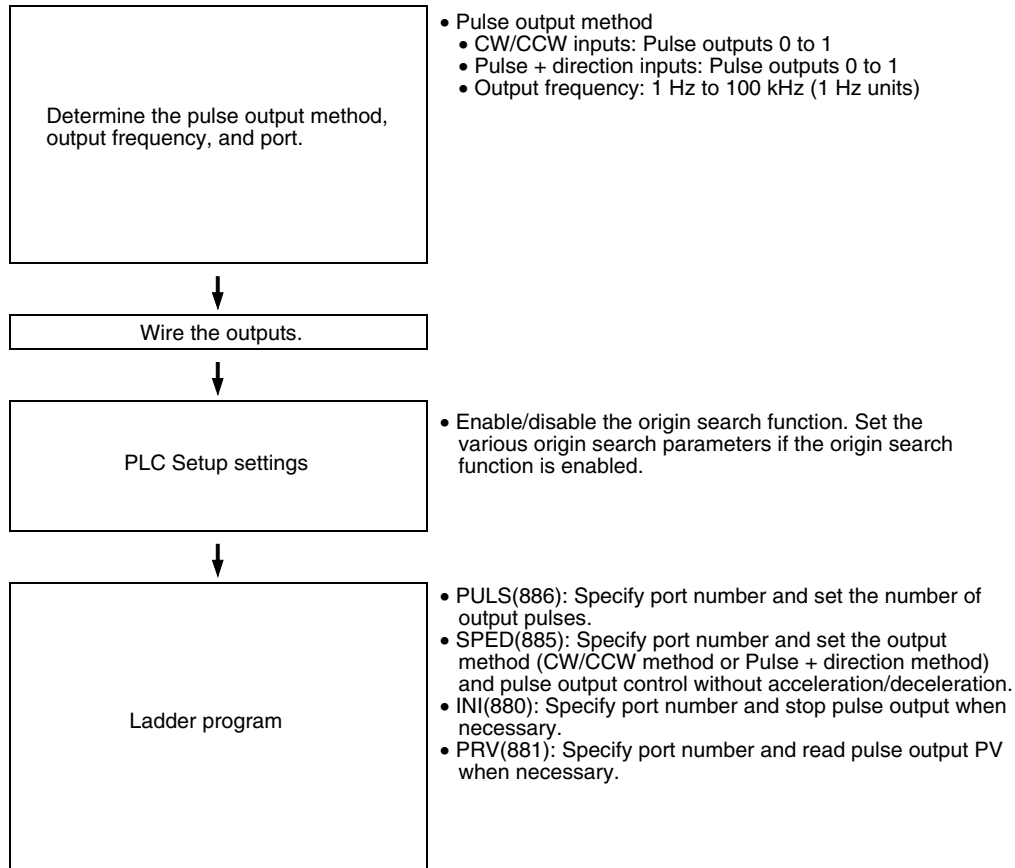 Determine the pulse output method,
output frequency, and port.
• Pulse output method
• CW/CCW inputs: Pulse outputs 0 to 1
• Pulse + direction inputs: Pulse outputs 0 to 1
• Output frequency: 1 Hz to 100 kHz (1 Hz units)
Wire the outputs.
PLC Setup settings
• Enable/disable the origin search function. Set the
various origin search parameters if the origin search
function is enabled.
Ladder program
• PULS(886): Specify port number and set the number of
output pulses.
• SPED(885): Specify port number and set the output
method (CW/CCW method or Pulse + direction method)
and pulse output control without acceleration/deceleration.
• INI(880): Specify port number and stop pulse output when
necessary.
• PRV(881): Specify port number and read pulse output PV
when necessary.